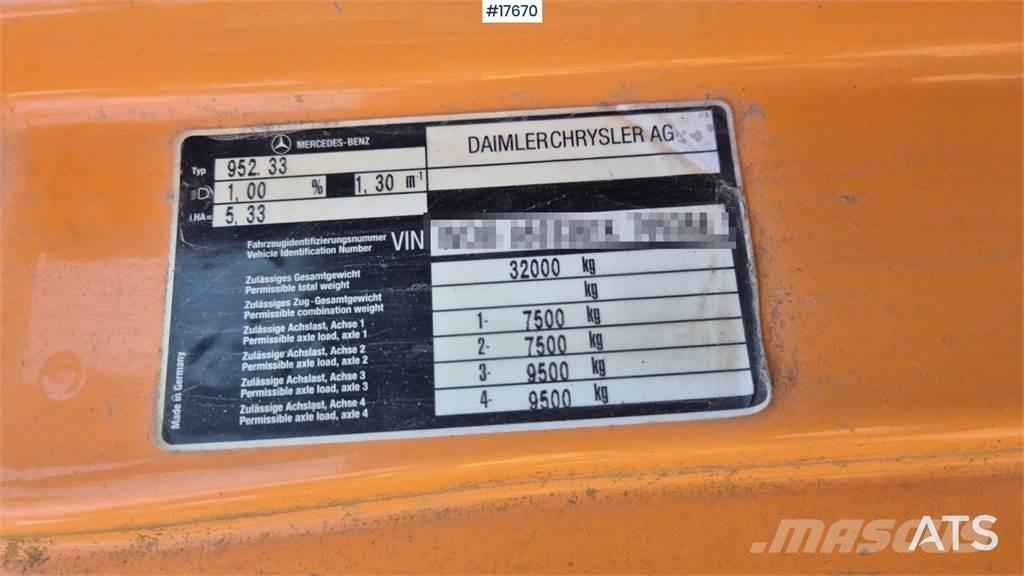 #17670
MERCEDES-BENZ
DAIMLERCHRYSLER AG
Typ 952.33
1,00 % 1,30 m⁻¹
i.HA= 5,33
Fahrzeugidentifizierungsnummer
Vehicle Identification Number
VIN
Zulässiges Gesamtgewicht
Permissible total weight
32000 kg
Zulässiges Zug-Gesamtgewicht
Permissible combination weight
kg
Zulässige Achslast, Achse 1
Permissible axle load, axle 1
1- 7500 kg
Zulässige Achslast, Achse 2
Permissible axle load, axle 2
2- 7500 kg
Zulässige Achslast, Achse 3
Permissible axle load, axle 3
3- 9500 kg
Zulässige Achslast, Achse 4
Permissible axle load, axle 4
4- 9500 kg
Made in Germany
ATS